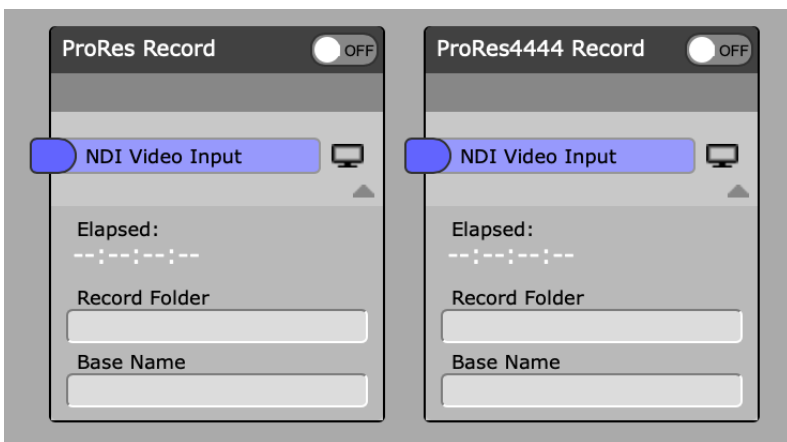 ProRes Record OFF
NDI Video Input
Elapsed:
--:--:--:--
Record Folder
Base Name
ProRes4444 Record OFF
NDI Video Input
Elapsed:
--:--:--:--
Record Folder
Base Name